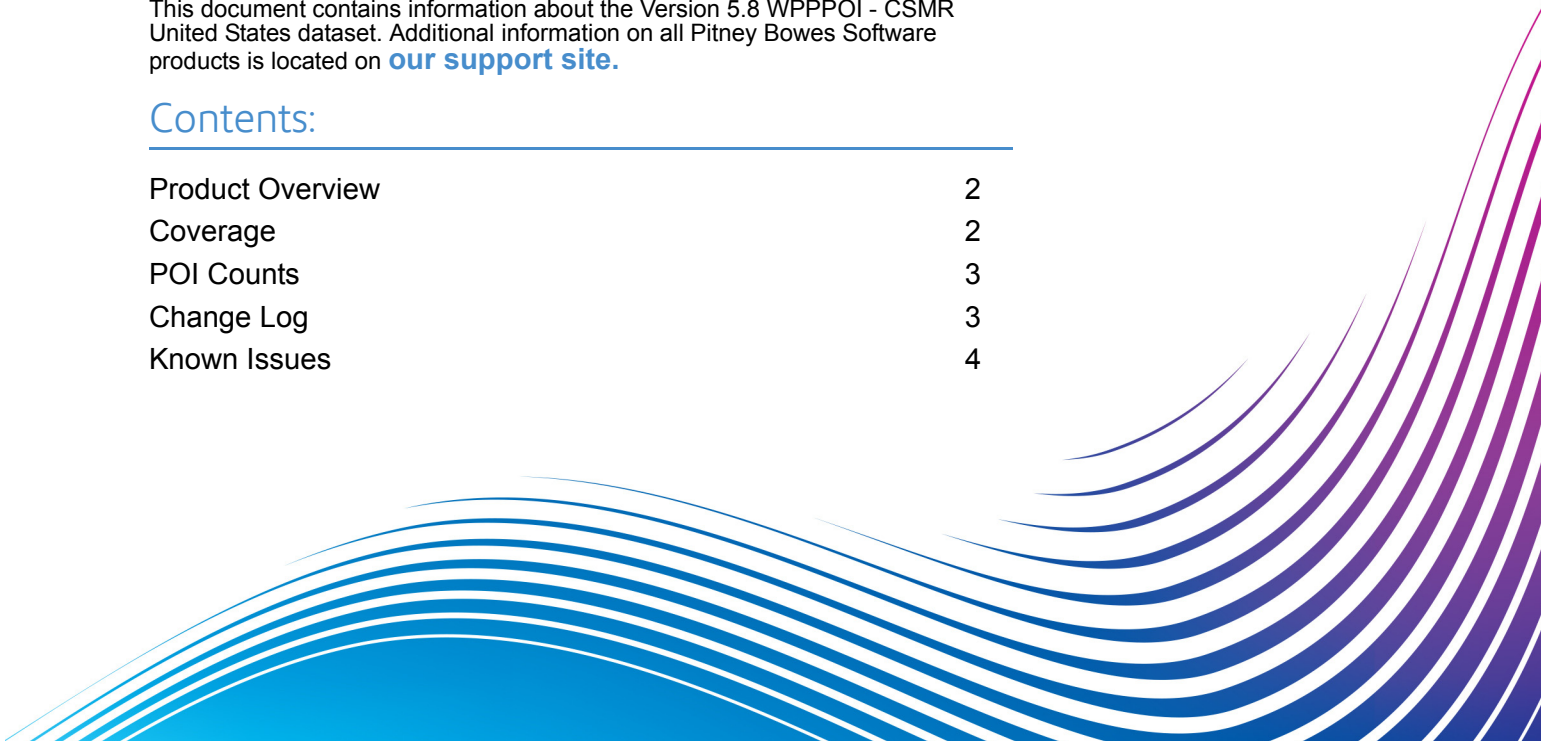 This document contains information about the Version 5.8 WPPPOI - CSMR
United States dataset. Additional information on all Pitney Bowes Software
products is located on our support site.
Contents:
Product Overview 2
Coverage 2
POI Counts 3
Change Log 3
Known Issues 4